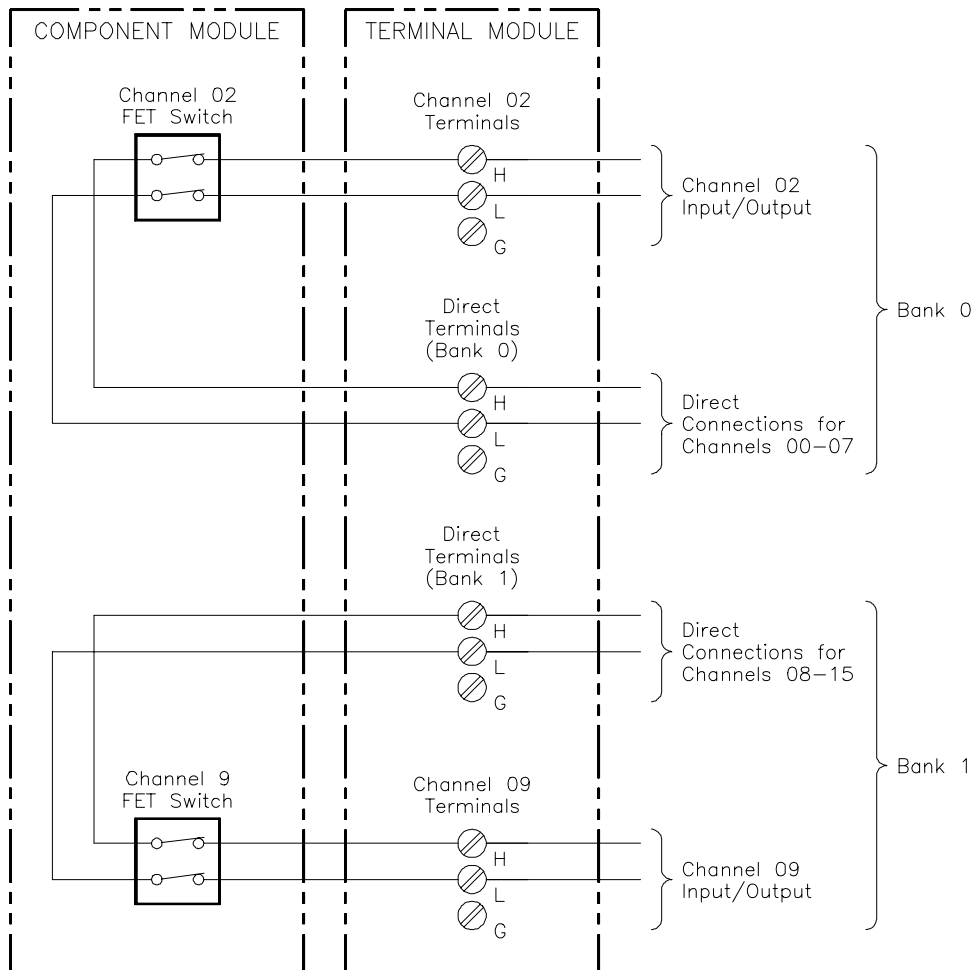 COMPONENT MODULE
TERMINAL MODULE
Channel 02
FET Switch
Channel 02
Terminals
H
L
G
Channel 02
Input/Output
Direct
Terminals
(Bank 0)
H
L
G
Direct
Connections for
Channels 00-07
Bank 0
Direct
Terminals
(Bank 1)
H
L
G
Direct
Connections for
Channels 08-15
Bank 1
Channel 9
FET Switch
Channel 09
Terminals
H
L
G
Channel 09
Input/Output